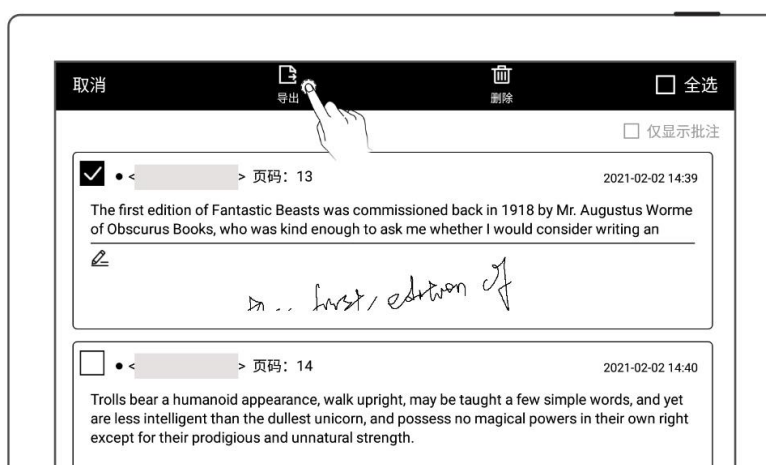 取消 导出 删除 全选
仅显示批注
● < > 页码：13 2021-02-02 14:39
The first edition of Fantastic Beasts was commissioned back in 1918 by Mr. Augustus Worme
of Obscurus Books, who was kind enough to ask me whether I would consider writing an
first, edition of
● < > 页码：14 2021-02-02 14:40
Trolls bear a humanoid appearance, walk upright, may be taught a few simple words, and yet
are less intelligent than the dullest unicorn, and possess no magical powers in their own right
except for their prodigious and unnatural strength.